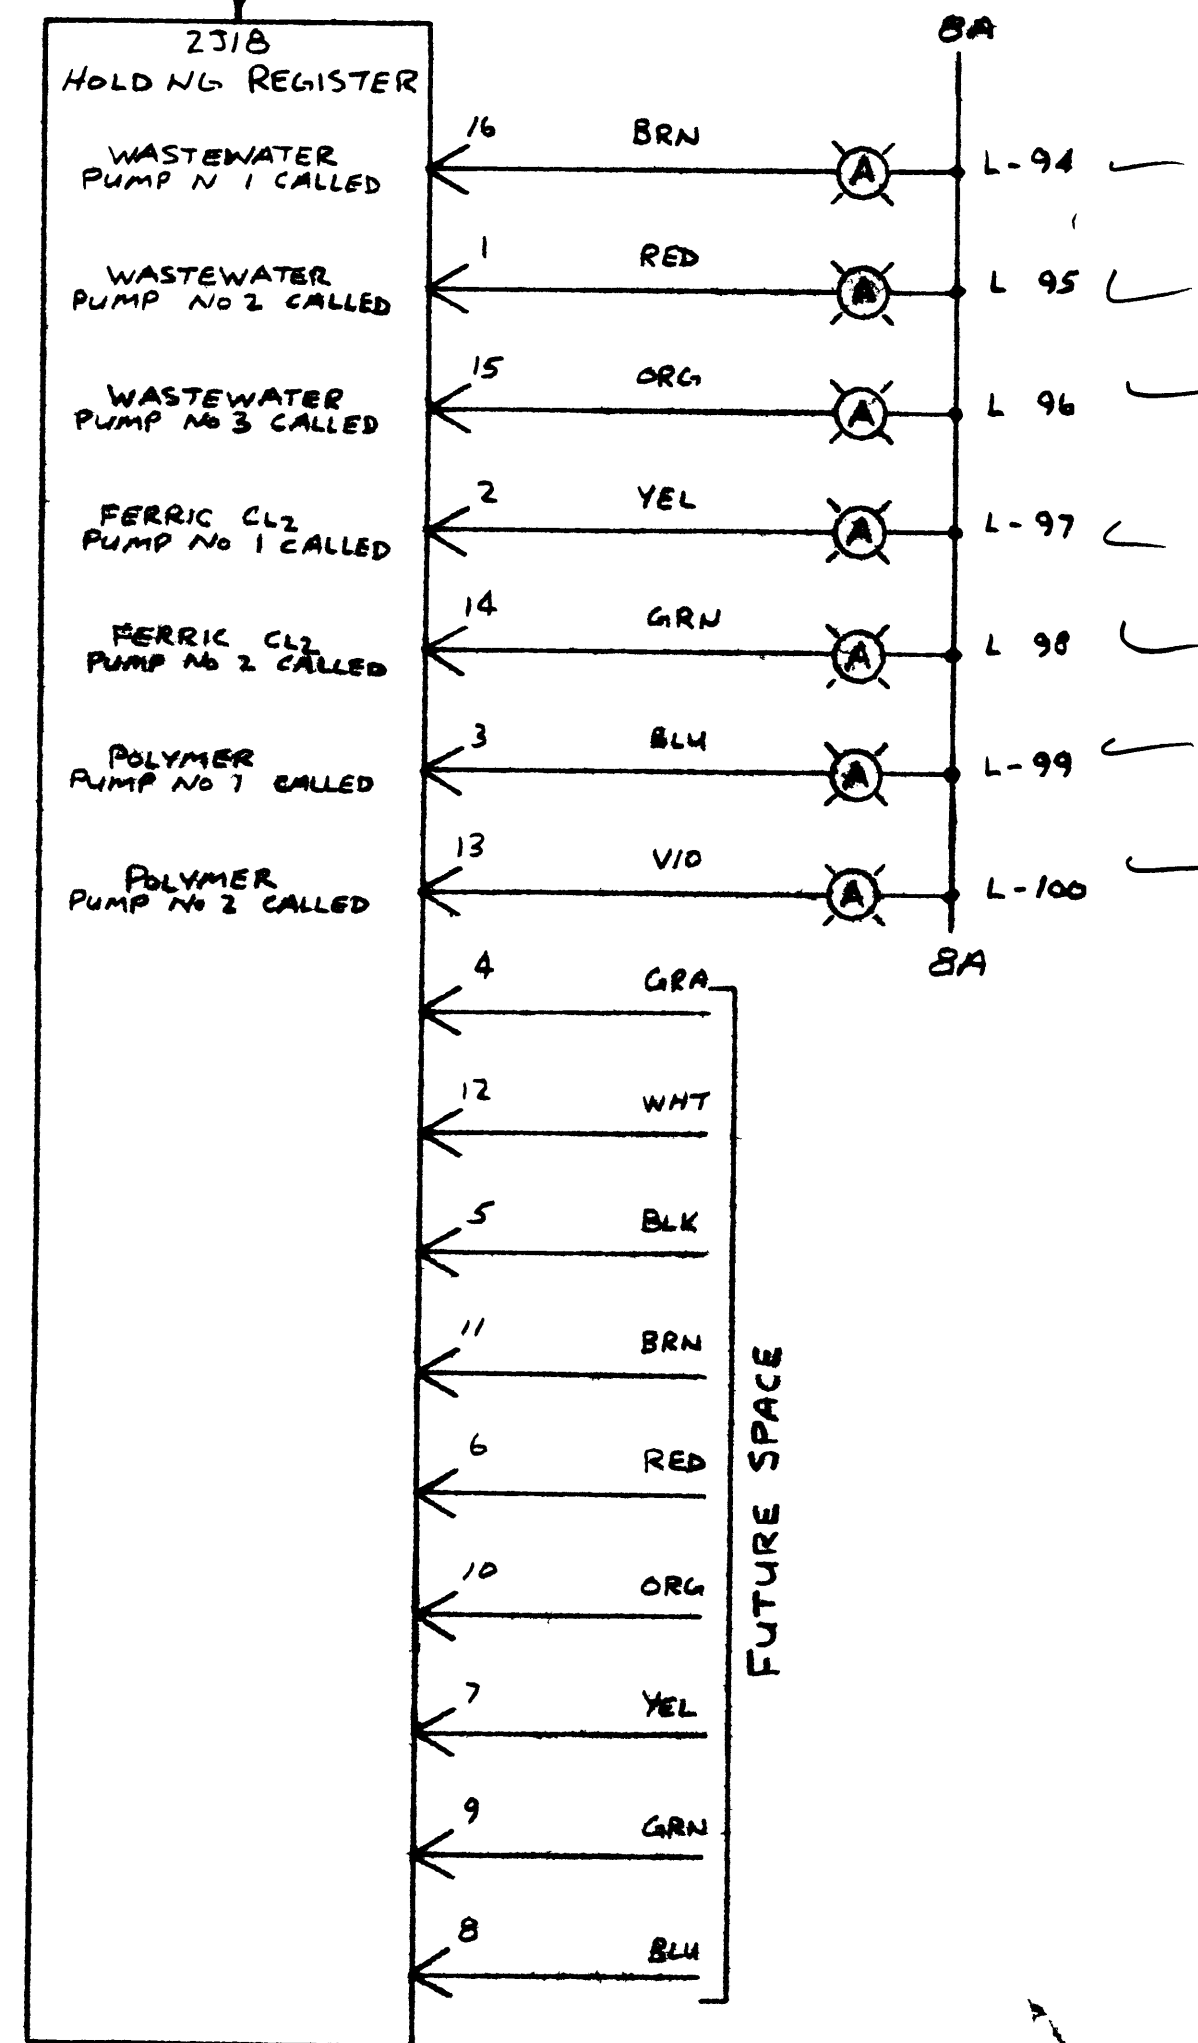 2J18
HOLD NG REGISTER
8A
WASTEWATER
PUMP N 1 CALLED
16
BRN
A
L-94
WASTEWATER
PUMP No 2 CALLED
1
RED
A
L 95
WASTEWATER
PUMP No 3 CALLED
15
ORG
A
L 96
FERRIC CL2
PUMP No 1 CALLED
2
YEL
A
L-97
FERRIC CL2
PUMP No 2 CALLED
14
GRN
A
L 98
POLYMER
PUMP No 1 CALLED
3
BLU
A
L-99
POLYMER
PUMP No 2 CALLED
13
VIO
A
L-100
8A
4
GRA
12
WHT
5
BLK
11
BRN
6
RED
10
ORG
7
YEL
9
GRN
8
BLU
FUTURE SPACE